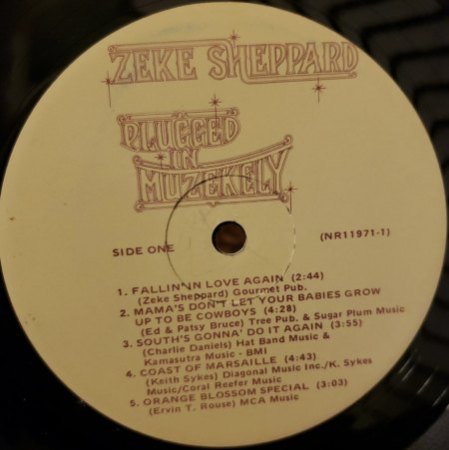 ZEKE SHEPPARD
PLUGGED
IN
MUZEKELY
SIDE ONE
(NR11971-1)
1. FALLIN' IN LOVE AGAIN (2:44)
(Zeke Sheppard) Gourmet Pub.
2. MAMA'S DON'T LET YOUR BABIES GROW
UP TO BE COWBOYS (4:28)
(Ed & Patsy Bruce) Tree Pub. & Sugar Plum Music
3. SOUTH'S GONNA' DO IT AGAIN (3:55)
(Charlie Daniels) Hat Band Music &
Kamasutra Music - BMI
4. COAST OF MARSAILLE (4:43)
(Keith Sykes) Diagonal Music Inc./K. Sykes
Music/Coral Reefer Music
5. ORANGE BLOSSOM SPECIAL (3:03)
(Ervin T. Rouse) MCA Music